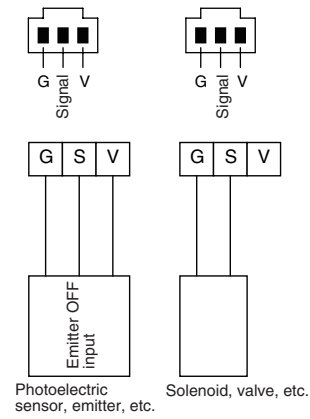 G Signal V
G Signal V
G S V
G S V
Emitter OFF
input
Photoelectric
sensor, emitter, etc.
Solenoid, valve, etc.